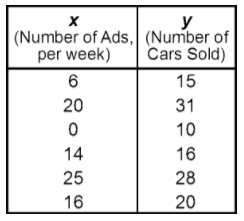 x y
(Number of Ads, (Number of
per week) Cars Sold)
6 15
20 31
0 10
14 16
25 28
16 20